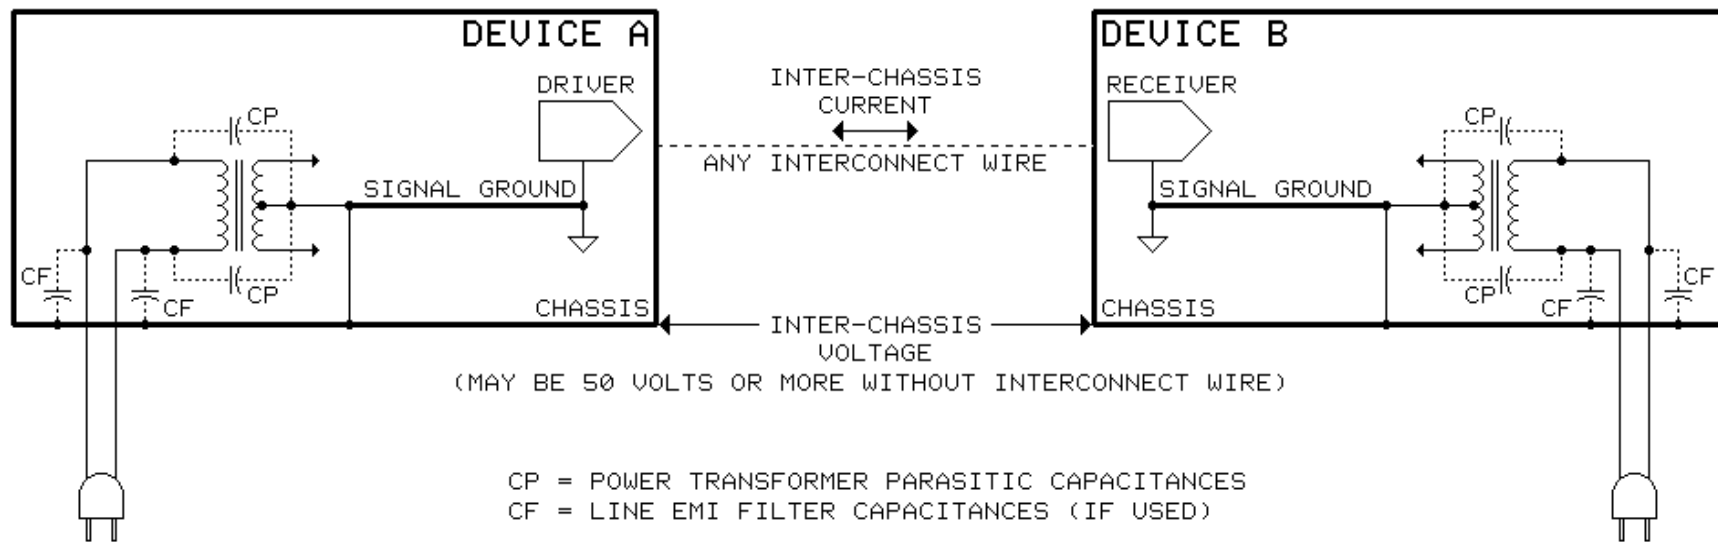 DEVICE A
DEVICE B
DRIVER
INTER-CHASSIS
CURRENT
RECEIVER
CP
CP
ANY INTERCONNECT WIRE
SIGNAL GROUND
SIGNAL GROUND
CF
CP
CF
CP
CF
CF
CHASSIS
INTER-CHASSIS
VOLTAGE
CHASSIS
(MAY BE 50 VOLTS OR MORE WITHOUT INTERCONNECT WIRE)
CP = POWER TRANSFORMER PARASITIC CAPACITANCES
CF = LINE EMI FILTER CAPACITANCES (IF USED)